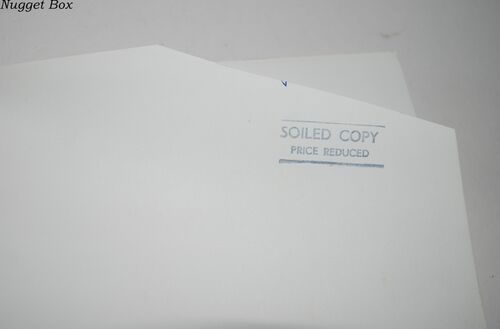 Nugget Box
SOILED COPY
PRICE REDUCED